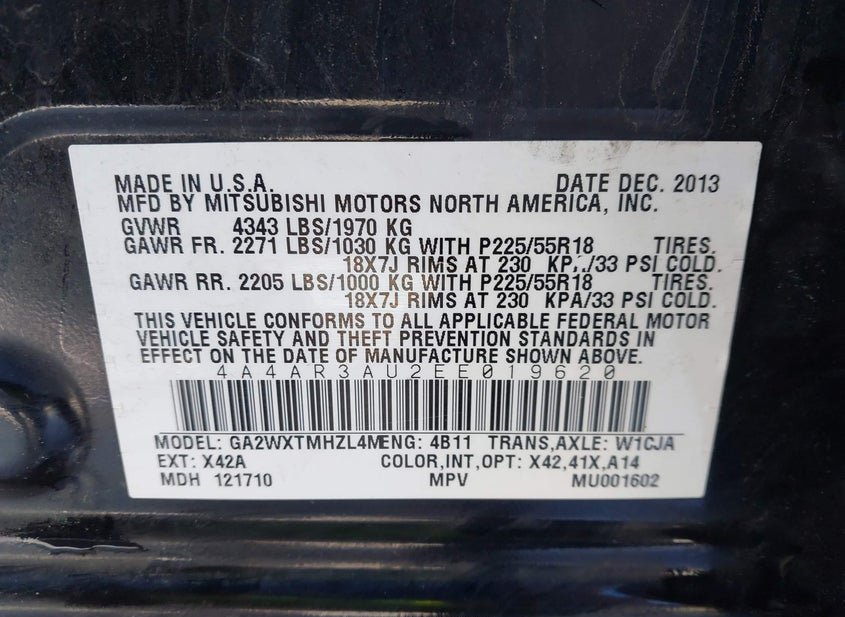 MADE IN U.S.A. DATE DEC. 2013
MFD BY MITSUBISHI MOTORS NORTH AMERICA, INC.
GVWR 4343 LBS/1970 KG
GAWR FR. 2271 LBS/1030 KG WITH P225/55R18 TIRES.
18X7J RIMS AT 230 /33 PSI COLD.
GAWR RR. 2205 LBS/1000 KG WITH P225/55R18 TIRES.
18X7J RIMS AT 230 KPA/33 PSI COLD.
THIS VEHICLE CONFORMS TO ALL APPLICABLE FEDERAL MOTOR
VEHICLE SAFETY AND THEFT PREVENTION STANDARDS IN
EFFECT ON THE DATE OF MANUFACTURE SHOWN ABOVE.
4A4AR3AU2EE019620
MODEL: GA2WXTMHZL4M ENG: 4B11 TRANS,AXLE: W1CJA
EXT: X42A COLOR,INT,OPT: X42,41X,A14
MDH 121710 MPV MU001602